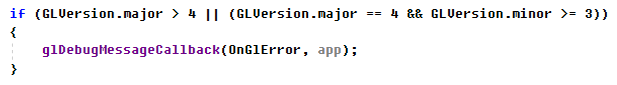 if (GLVersion.major > 4 || (GLVersion.major == 4 && GLVersion.minor >= 3))
{
    glDebugMessageCallback(OnGlError, app);
}